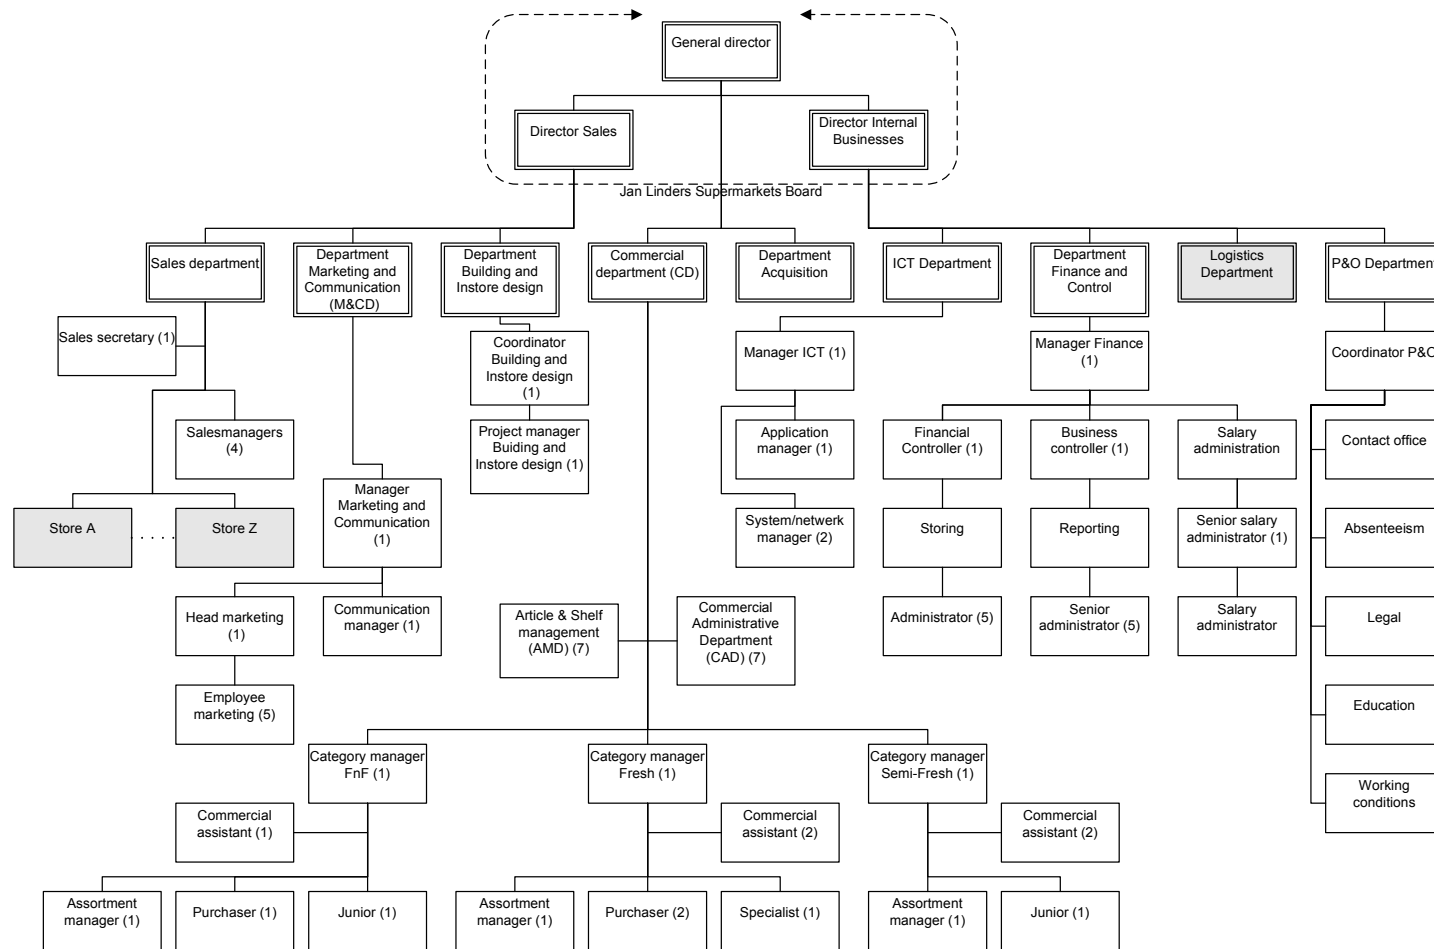 General director
Director Sales
Director Internal
Businesses
Jan Linders Supermarkets Board
Sales department
Department
Marketing and
Communication
(M&CD)
Department
Building and
Instore design
Commercial
department (CD)
Department
Acquisition
ICT Department
Department
Finance and
Control
Logistics
Department
P&O Department
Sales secretary (1)
Coordinator
Building and
Instore design
(1)
Manager ICT (1)
Manager Finance
(1)
Coordinator P&O
Salesmanagers
(4)
Project manager
Buiding and
Instore design (1)
Application
manager (1)
Financial
Controller (1)
Business
controller (1)
Salary
administration
Contact office
Store A
. . . . .
Store Z
Manager
Marketing and
Communication
(1)
System/netwerk
manager (2)
Storing
Reporting
Senior salary
administrator (1)
Absenteeism
Head marketing
(1)
Communication
manager (1)
Article & Shelf
management
(AMD) (7)
Commercial
Administrative
Department
(CAD) (7)
Administrator (5)
Senior
administrator (5)
Salary
administrator
Legal
Employee
marketing (5)
Education
Category manager
FnF (1)
Category manager
Fresh (1)
Category manager
Semi-Fresh (1)
Working
conditions
Commercial
assistant (1)
Commercial
assistant (2)
Commercial
assistant (2)
Assortment
manager (1)
Purchaser (1)
Junior (1)
Assortment
manager (1)
Purchaser (2)
Specialist (1)
Assortment
manager (1)
Junior (1)